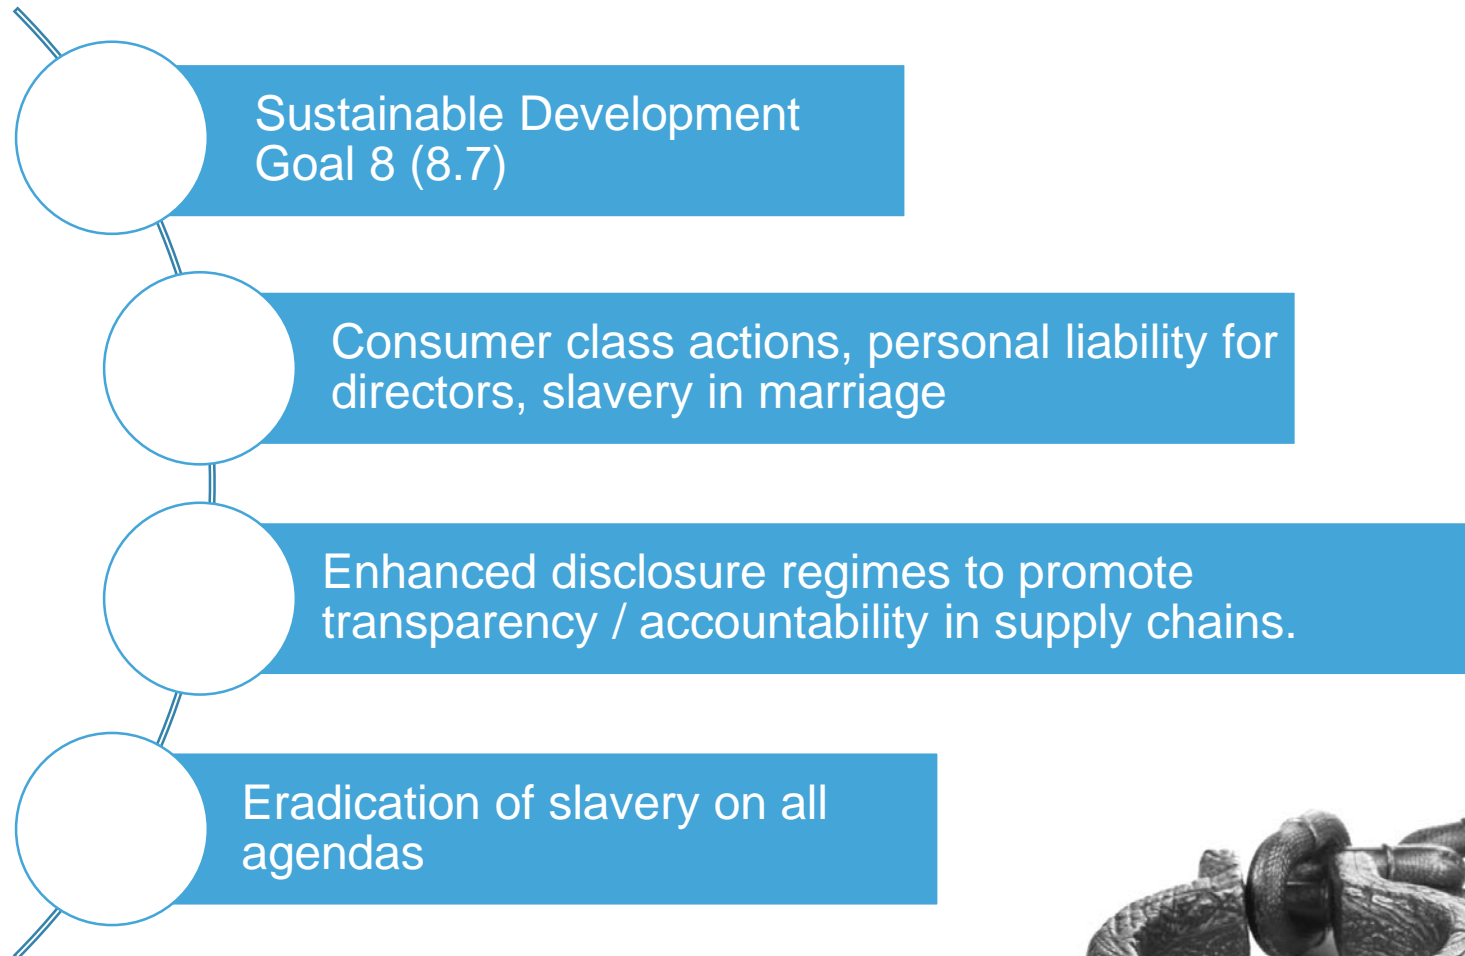 Sustainable Development
Goal 8 (8.7)
Consumer class actions, personal liability for
directors, slavery in marriage
Enhanced disclosure regimes to promote
transparency / accountability in supply chains.
Eradication of slavery on all
agendas